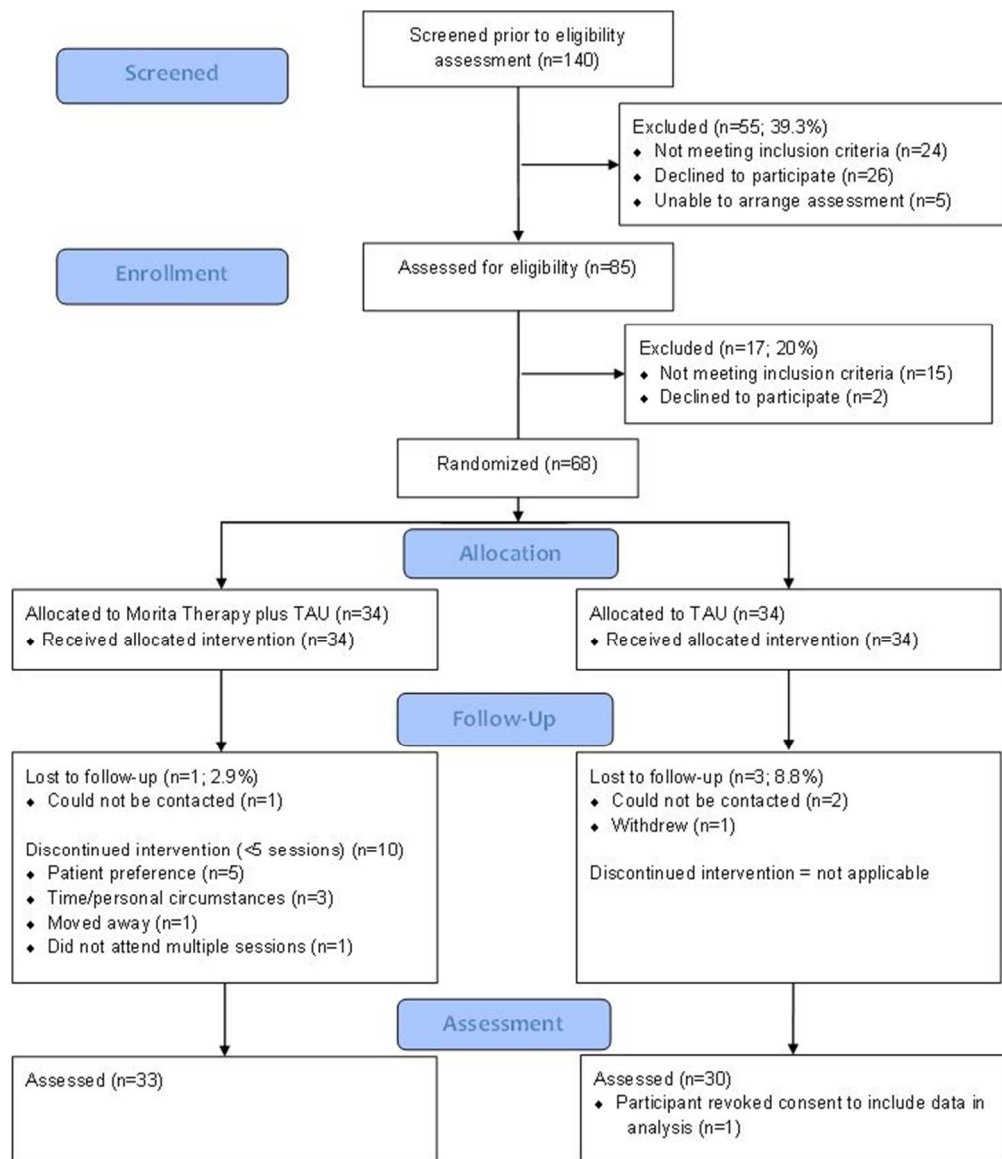 Screened prior to eligibility
assessment (n=140)
Screened
Excluded (n=55; 39.3%)
♦ Not meeting inclusion criteria (n=24)
♦ Declined to participate (n=26)
♦ Unable to arrange assessment (n=5)
Enrollment
Assessed for eligibility (n=85)
Excluded (n=17; 20%)
♦ Not meeting inclusion criteria (n=15)
♦ Declined to participate (n=2)
Randomized (n=68)
Allocation
Allocated to Morita Therapy plus TAU (n=34)
♦ Received allocated intervention (n=34)
Allocated to TAU (n=34)
♦ Received allocated intervention (n=34)
Follow-Up
Lost to follow-up (n=1; 2.9%)
♦ Could not be contacted (n=1)
Discontinued intervention (<5 sessions) (n=10)
♦ Patient preference (n=5)
♦ Time/personal circumstances (n=3)
♦ Moved away (n=1)
♦ Did not attend multiple sessions (n=1)
Lost to follow-up (n=3; 8.8%)
♦ Could not be contacted (n=2)
♦ Withdrew (n=1)
Discontinued intervention = not applicable
Assessment
Assessed (n=33)
Assessed (n=30)
♦ Participant revoked consent to include data in
analysis (n=1)